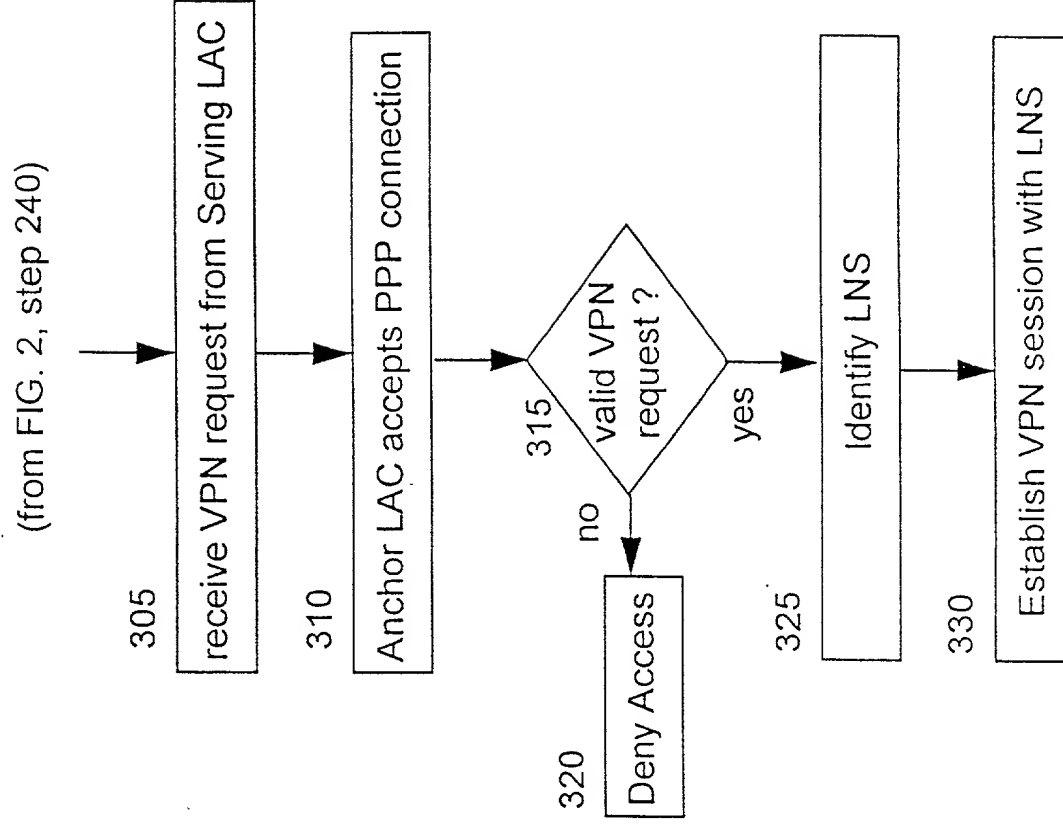 (from FIG. 2, step 240)
305
receive VPN request from Serving LAC
310
Anchor LAC accepts PPP connection
315
valid VPN
request ?
no
yes
320
Deny Access
325
Identify LNS
330
Establish VPN session with LNS